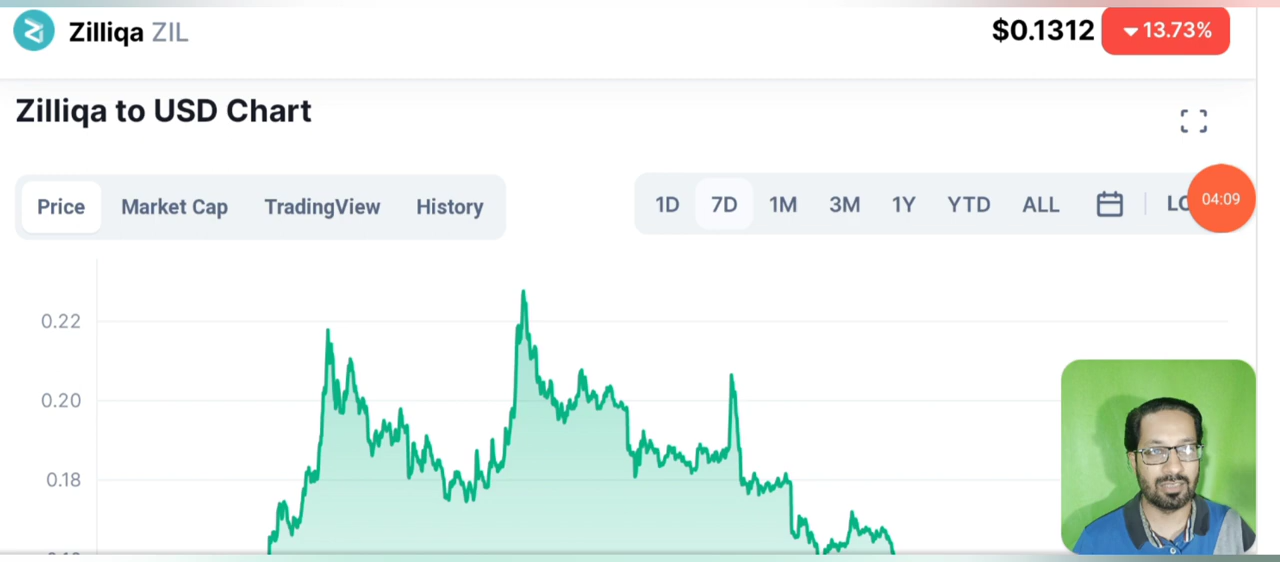 Zilliqa ZIL $0.1312 13.73%
Zilliqa to USD Chart
Price Market Cap TradingView History 1D 7D 1M 3M 1Y YTD ALL 04:09
0.22
0.20
0.18